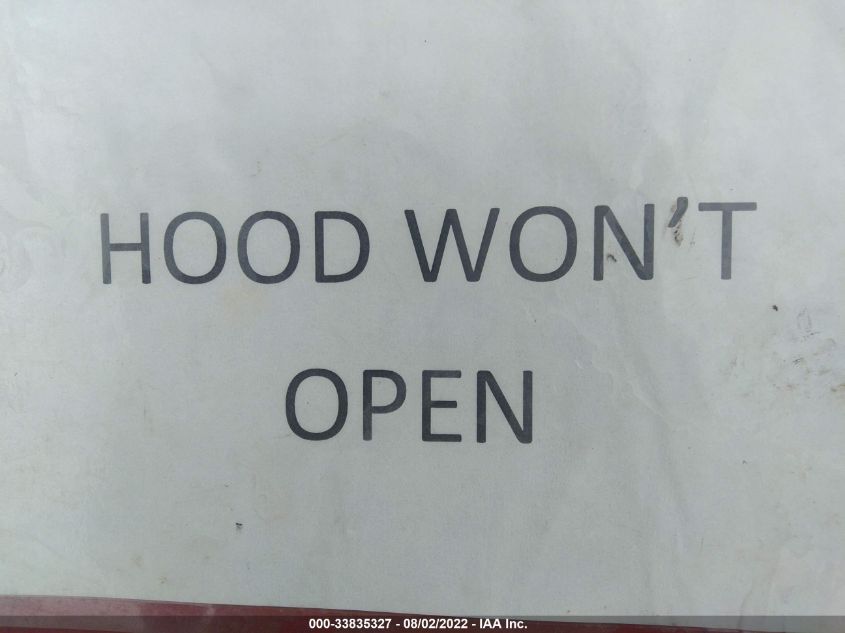 HOOD WON'T
OPEN
000-33835327 - 08/02/2022 - IAA Inc.